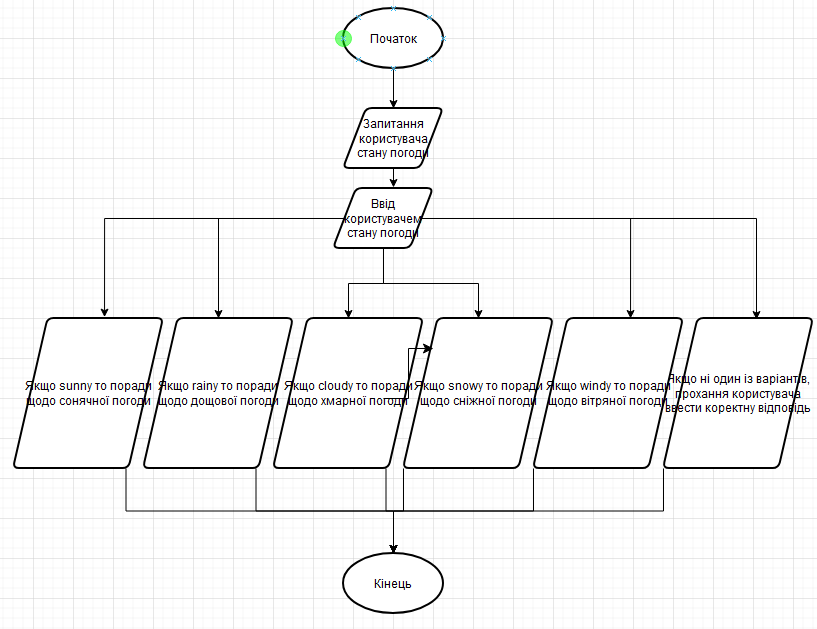 Початок
Запитання
користувача
стану погоди
Ввід
користувачем
стану погоди
Якщо sunny то поради
щодо сонячної погоди
Якщо rainy то поради
щодо дощової погоди
Якщо cloudy то поради
щодо хмарної погоди
Якщо snowy то поради
щодо сніжної погоди
Якщо windy то поради
щодо вітряної погоди
Якщо ні один із варіантів,
прохання користувача
ввести коректну відповідь
Кінець